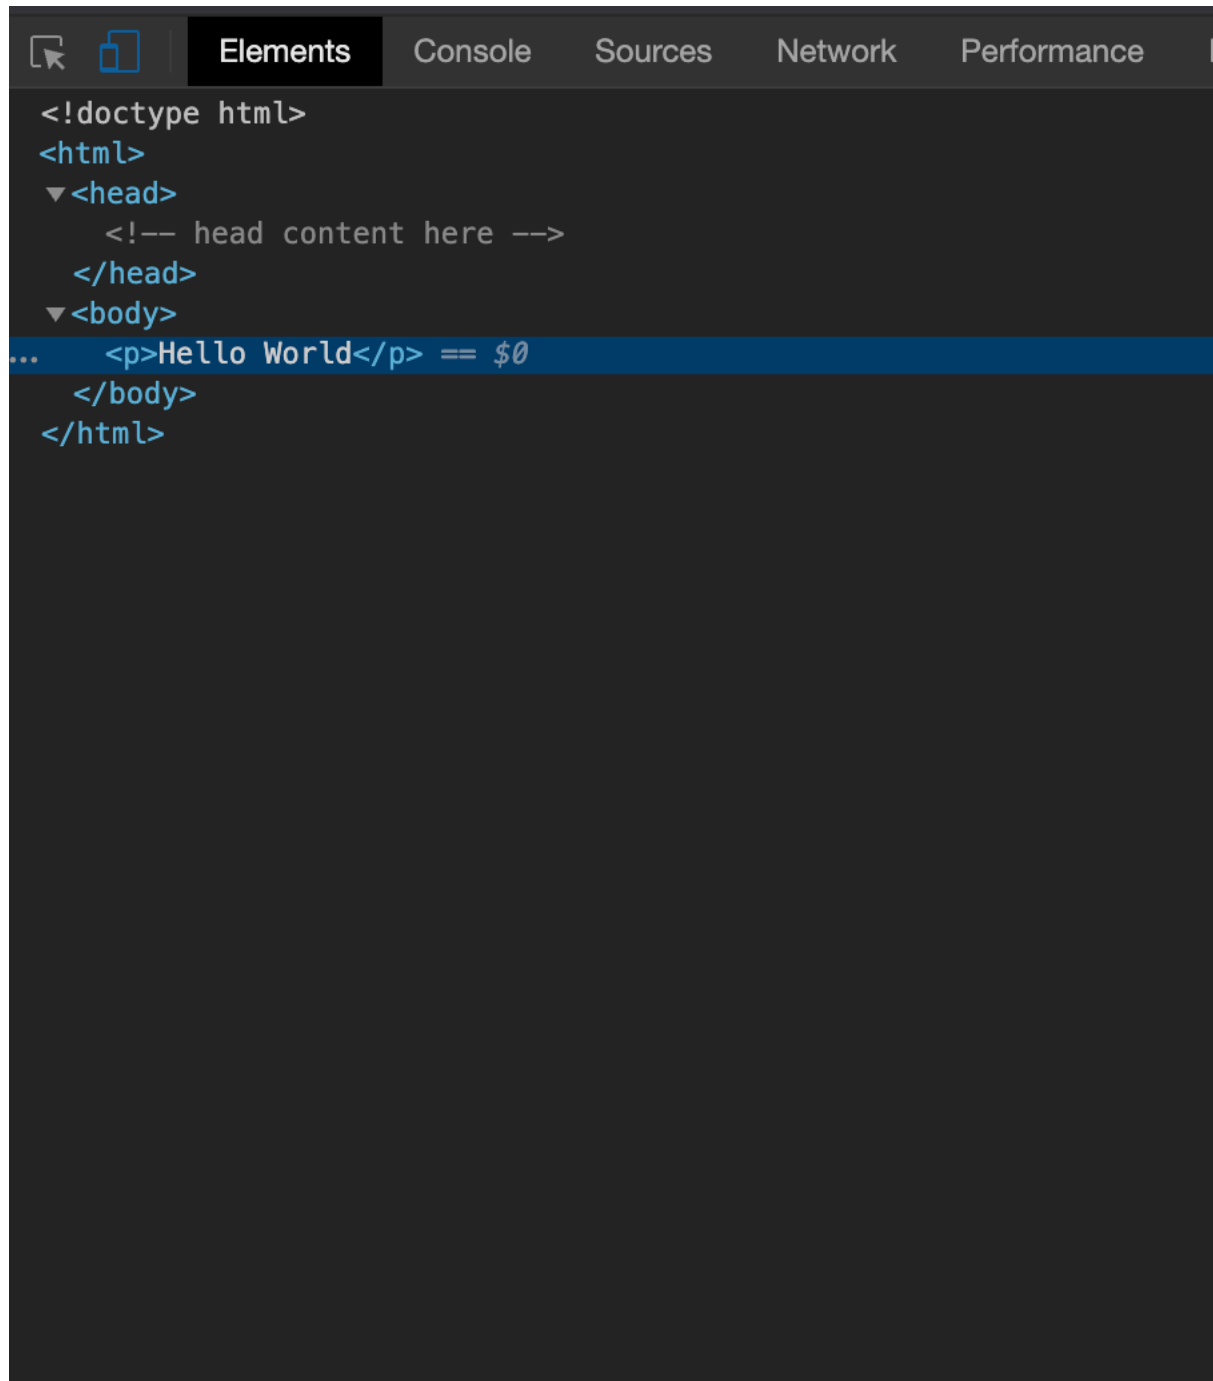 Elements Console Sources Network Performance
<!doctype html>
<html>
▼<head>
<!-- head content here -->
</head>
▼<body>
... <p>Hello World</p> == $0
</body>
</html>